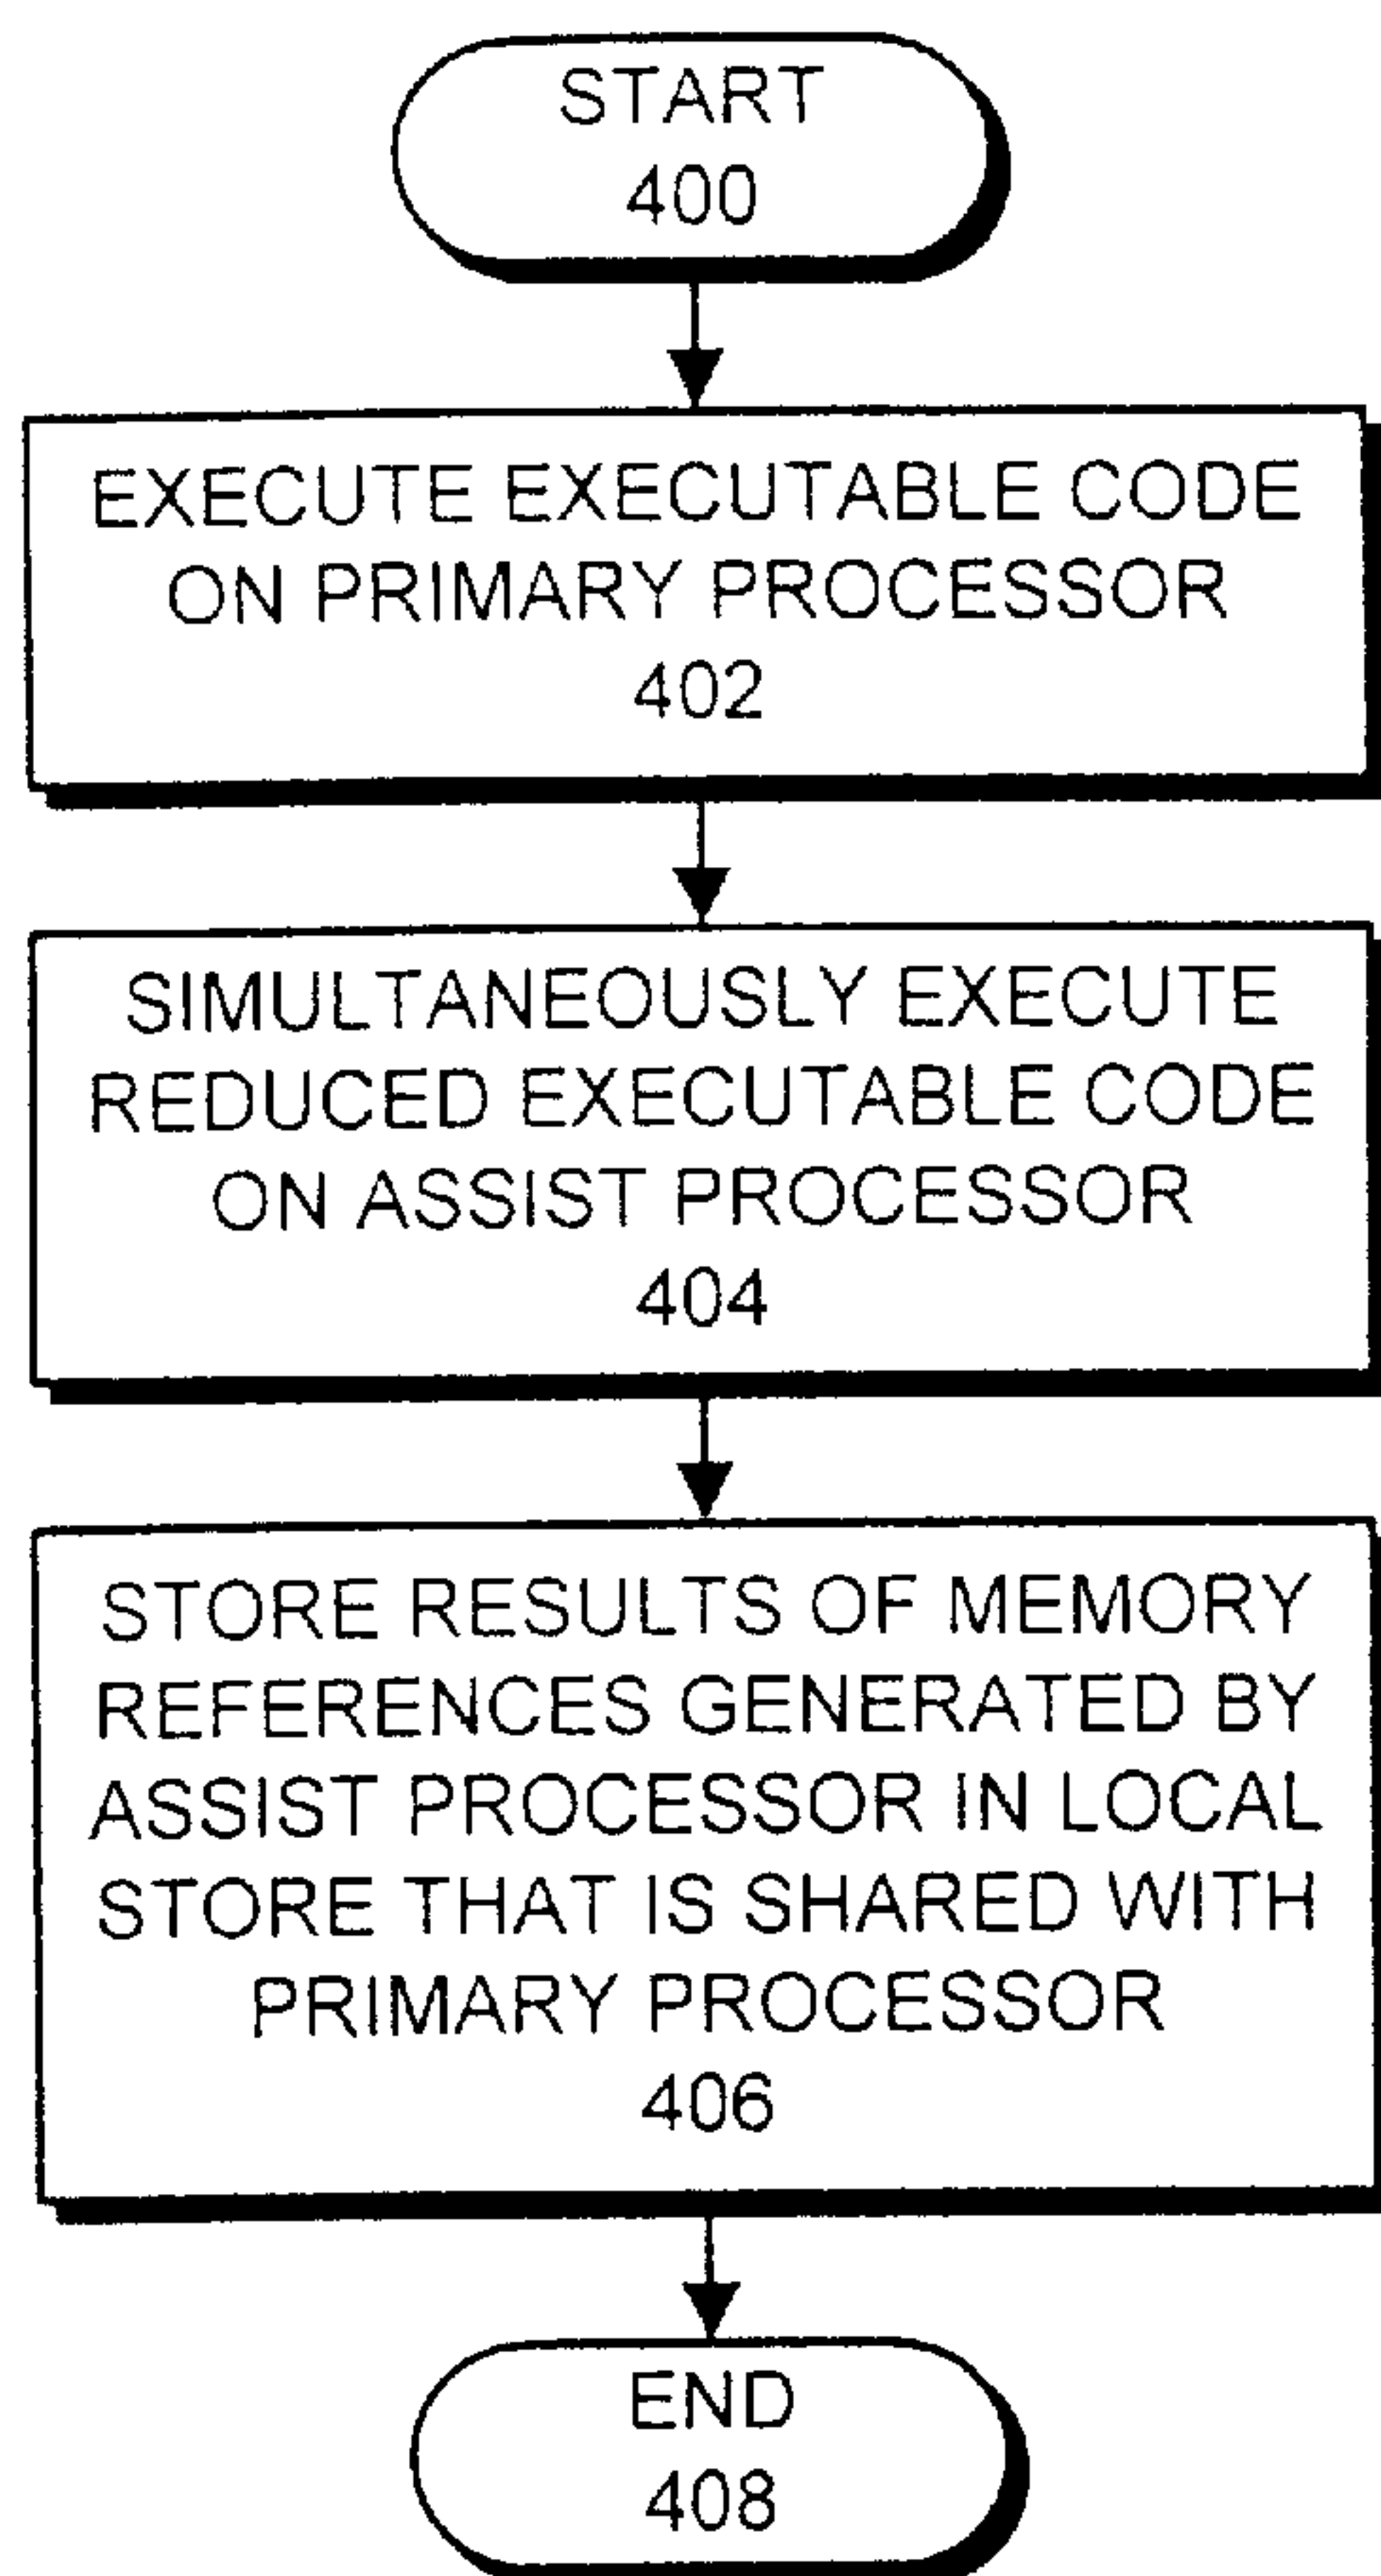 START
400
EXECUTE EXECUTABLE CODE
ON PRIMARY PROCESSOR
402
SIMULTANEOUSLY EXECUTE
REDUCED EXECUTABLE CODE
ON ASSIST PROCESSOR
404
STORE RESULTS OF MEMORY
REFERENCES GENERATED BY
ASSIST PROCESSOR IN LOCAL
STORE THAT IS SHARED WITH
PRIMARY PROCESSOR
406
END
408